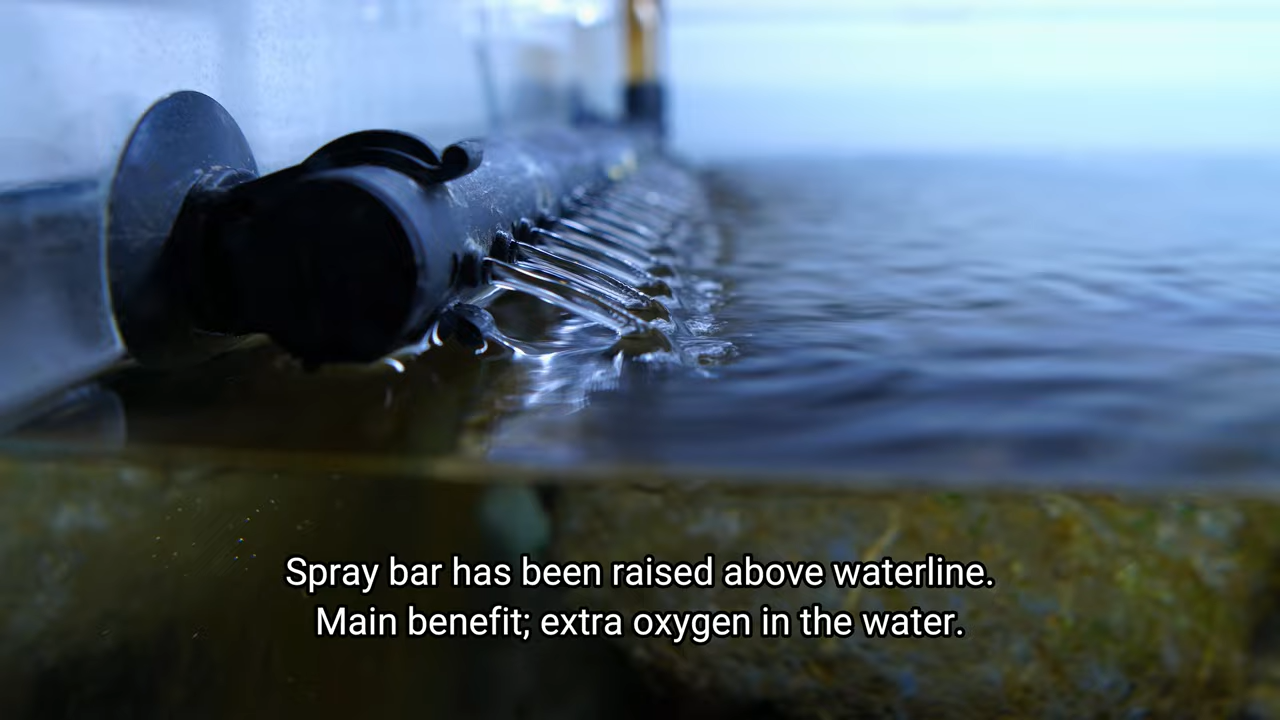 Spray bar has been raised above waterline.
Main benefit; extra oxygen in the water.